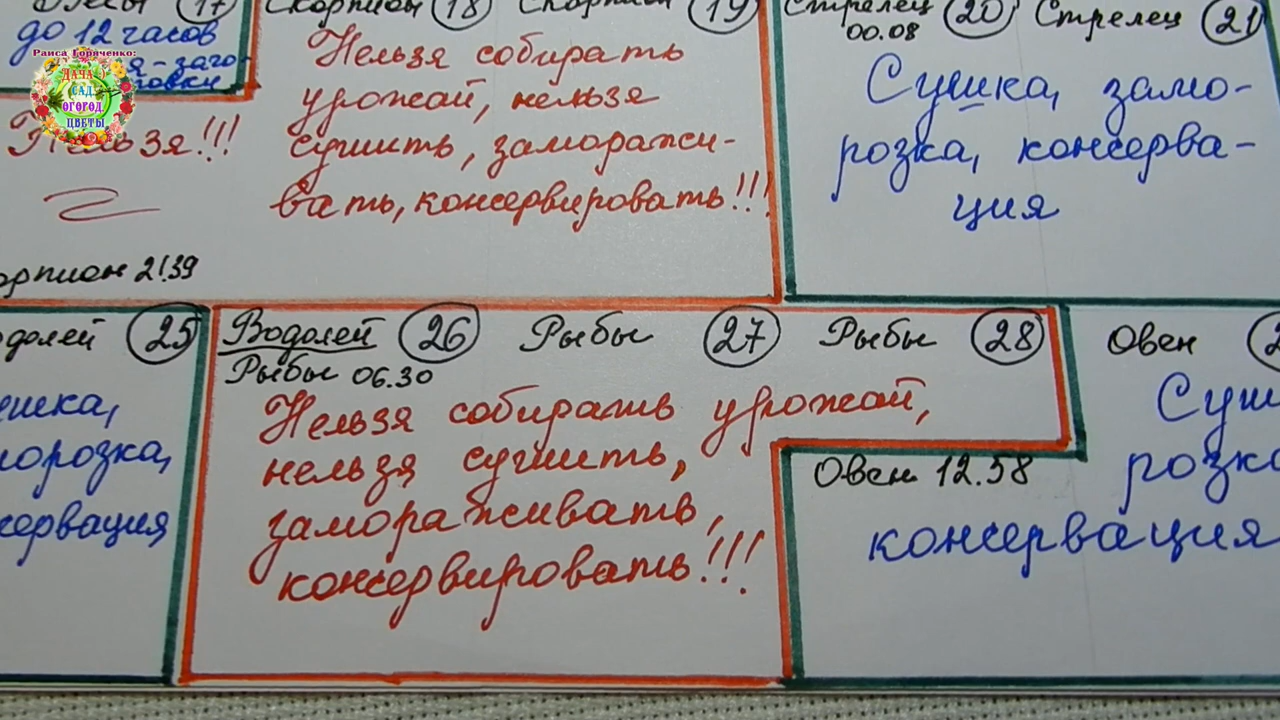 17 Скорпион 18 Скорпион 19 Стрелец 20 Стрелец 21
00.08
до 12 часов
Раиса Горяченко:
ДАЧА
САД
ОГОРОД
ЦВЕТЫ
Нельзя!!!
Нельзя собирать
урожай, нельзя
сушить, заморажи-
вать, консервировать!!!
Сушка, замо-
розка, консерва-
ция
2!39
25 Водолей 26 Рыбы 27 Рыбы 28 Овен
Рыбы 06.30
Нельзя собирать урожай,
нельзя сушить,
замораживать,
консервировать!!!
Овен 12.58
консервация